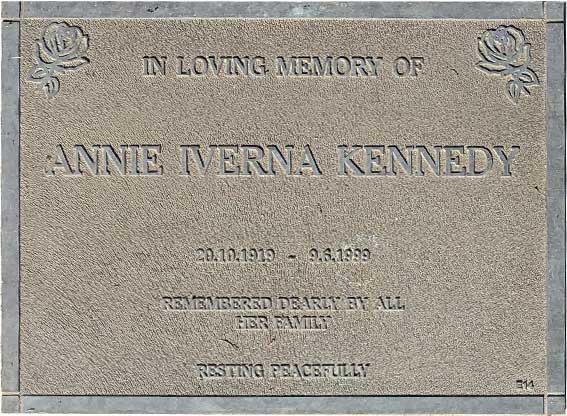 IN LOVING MEMORY OF
ANNIE IVERNA KENNEDY
20.10.1919 - 9.6.1999
REMEMBERED DEARLY BY ALL
HER FAMILY
RESTING PEACEFULLY
E14